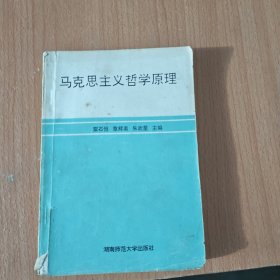 马克思主义哲学原理
主编
湖南师范大学出版社